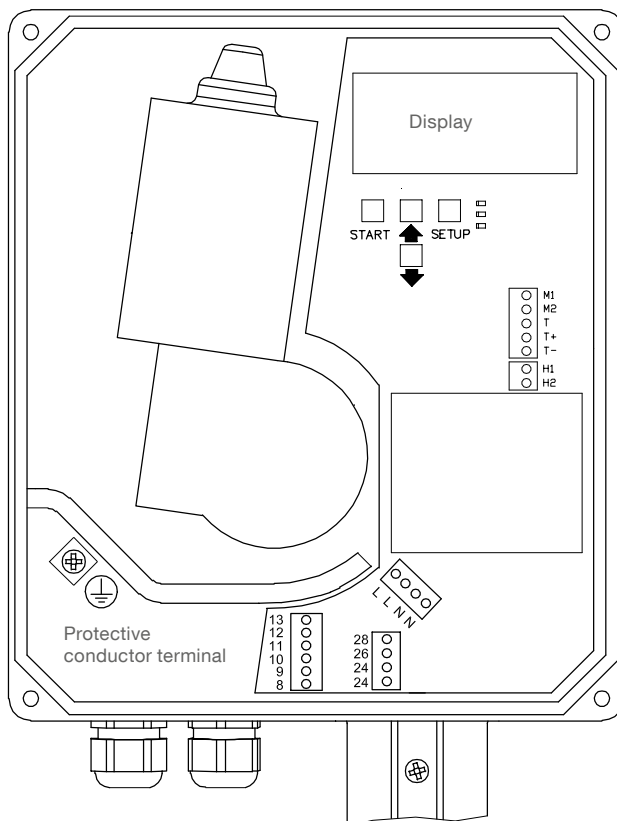 Display
START
SETUP
M1
M2
T
T+
T-
H1
H2
L L N N
13
12
11
10
9
8
28
26
24
24
Protective
conductor terminal